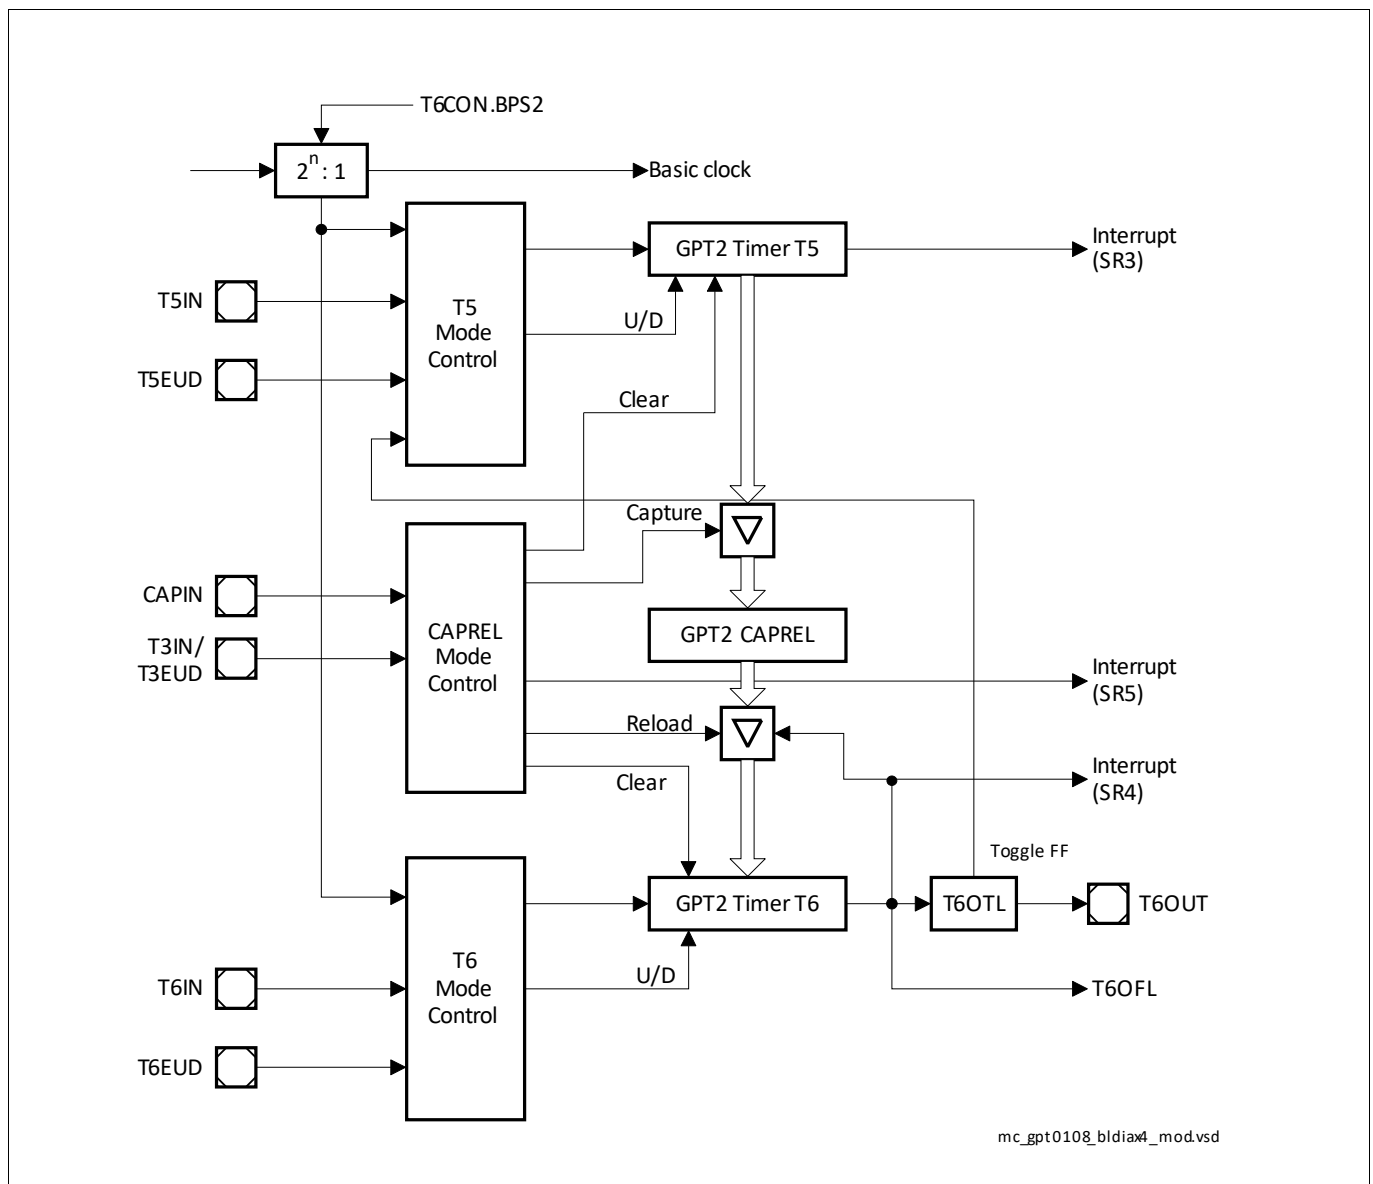 T6CON.BPS2
2ⁿ : 1
Basic clock
GPT2 Timer T5
Interrupt
(SR3)
T5IN
T5
Mode
Control
U/D
T5EUD
Clear
Capture
CAPIN
CAPREL
Mode
Control
GPT2 CAPREL
T3IN/
T3EUD
Interrupt
(SR5)
Reload
Interrupt
(SR4)
Clear
Toggle FF
GPT2 Timer T6
T6OTL
T6OUT
T6
Mode
Control
U/D
T6IN
T6OFL
T6EUD
mc_gpt0108_bldiax4_mod.vsd